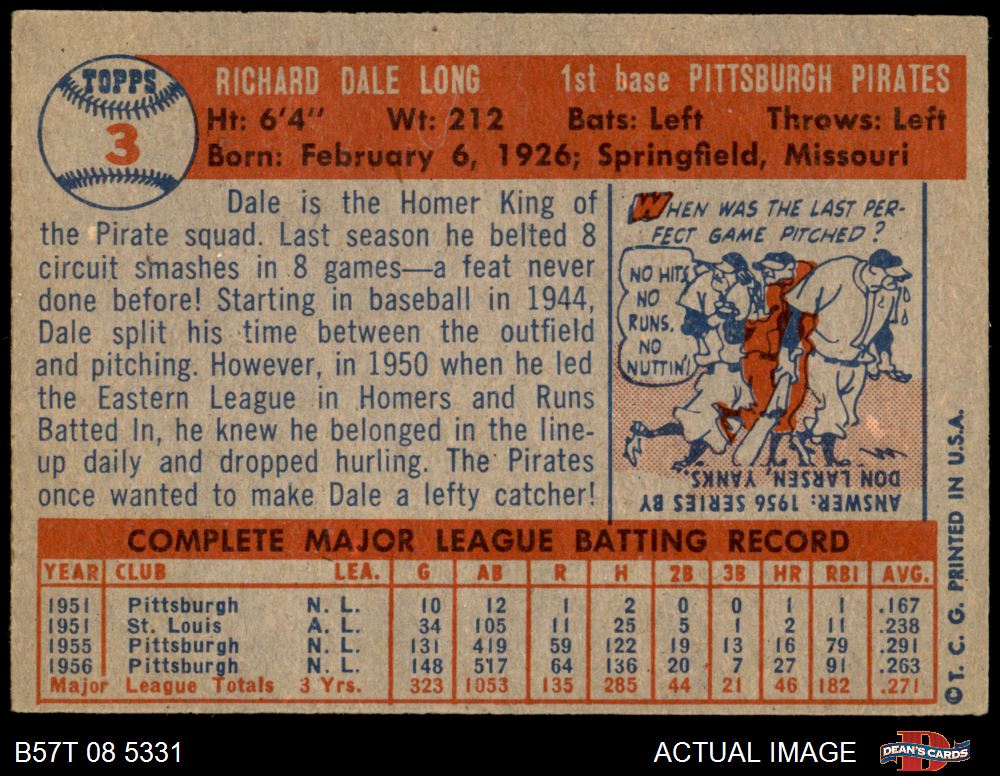 TOPPS
3
RICHARD DALE LONG 1st base PITTSBURGH PIRATES
Ht: 6'4" Wt: 212 Bats: Left Throws: Left
Born: February 6, 1926; Springfield, Missouri
Dale is the Homer King of
the Pirate squad. Last season he belted 8
circuit smashes in 8 games—a feat never
done before! Starting in baseball in 1944,
Dale split his time between the outfield
and pitching. However, in 1950 when he led
the Eastern League in Homers and Runs
Batted In, he knew he belonged in the line-
up daily and dropped hurling. The Pirates
once wanted to make Dale a lefty catcher!
WHEN WAS THE LAST PER-
FECT GAME PITCHED?
NO HITS
NO
RUNS.
NO
NUTTIN!
ANSWER: 1956 SERIES BY
DON LARSEN, YANKS.
COMPLETE MAJOR LEAGUE BATTING RECORD
YEAR CLUB LEA. G AB R H 2B 3B HR RBI AVG.
1951 Pittsburgh N. L. 10 12 1 2 0 0 1 1 .167
1951 St. Louis A. L. 34 105 11 25 5 1 2 11 .238
1955 Pittsburgh N. L. 131 419 59 122 19 13 16 79 .291
1956 Pittsburgh N. L. 148 517 64 136 20 7 27 91 .263
Major League Totals 3 Yrs. 323 1053 135 285 44 21 46 182 .271
©T. C. G. PRINTED IN U.S.A.
B57T 08 5331 ACTUAL IMAGE
DEAN'S CARDS